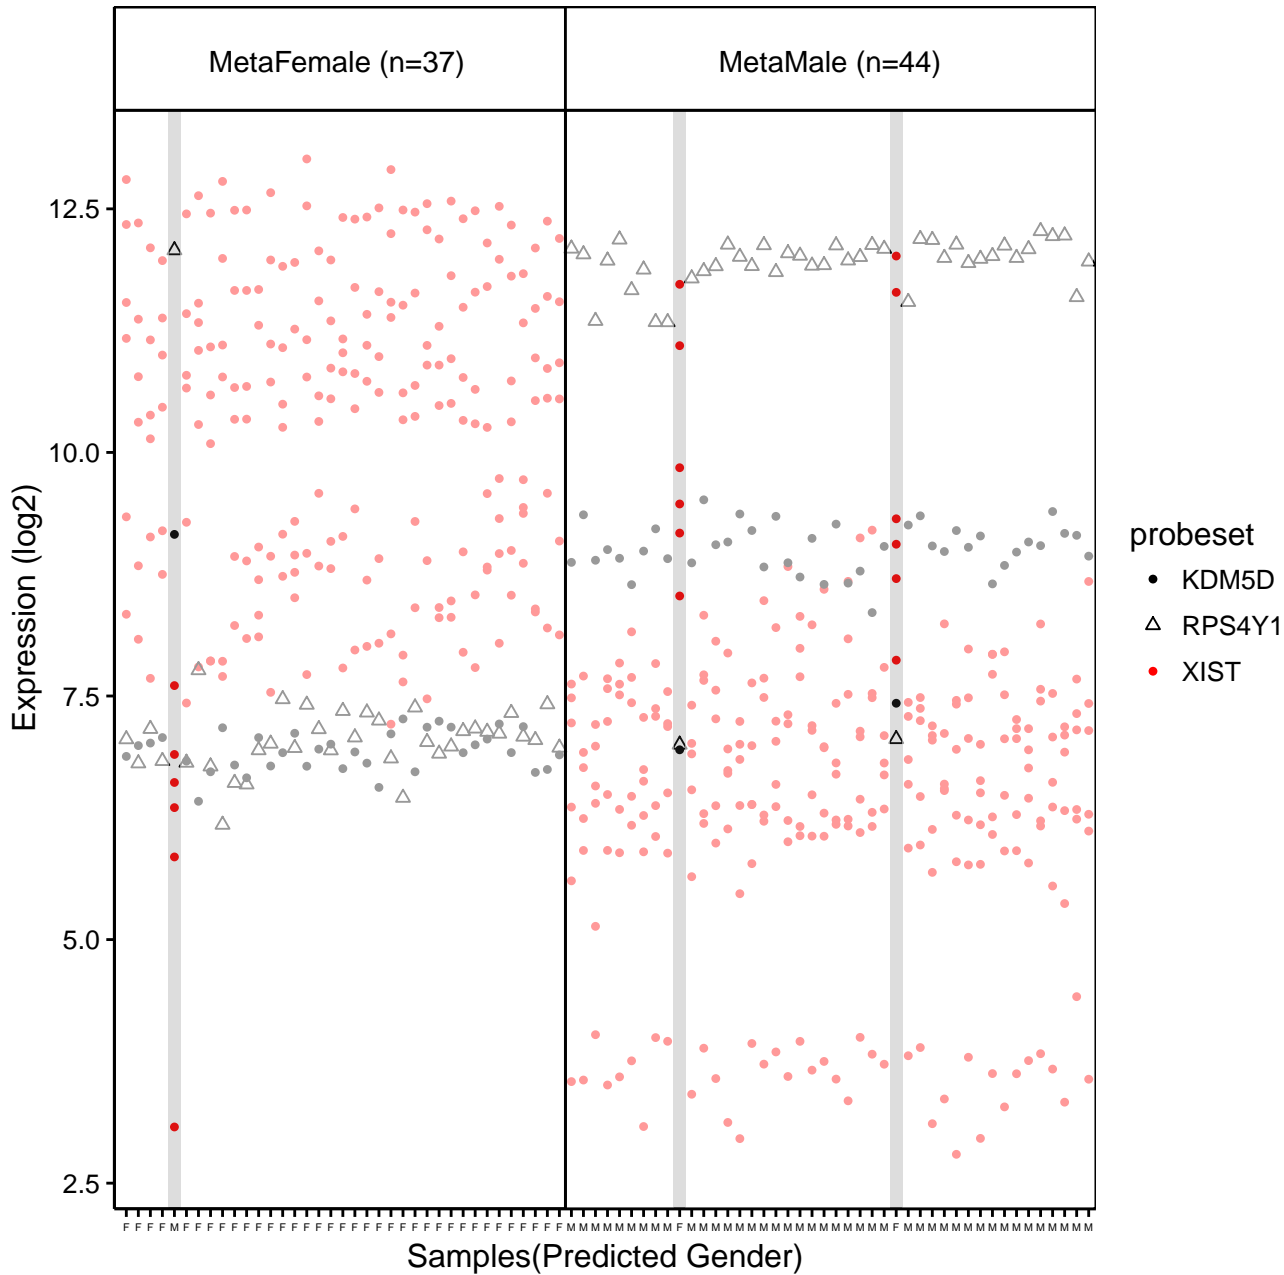 MetaFemale (n=37)
MetaMale (n=44)
Expression (log2)
12.5
10.0
7.5
5.0
2.5
F F F F M F F F F F F F F F F F F F F F F F F F F F F F F F F F F F F F F
M M M M M M M M M F M M M M M M M M M M M M M M M M M F M M M M M M M M M M M M M M M M
Samples(Predicted Gender)
probeset
KDM5D
RPS4Y1
XIST